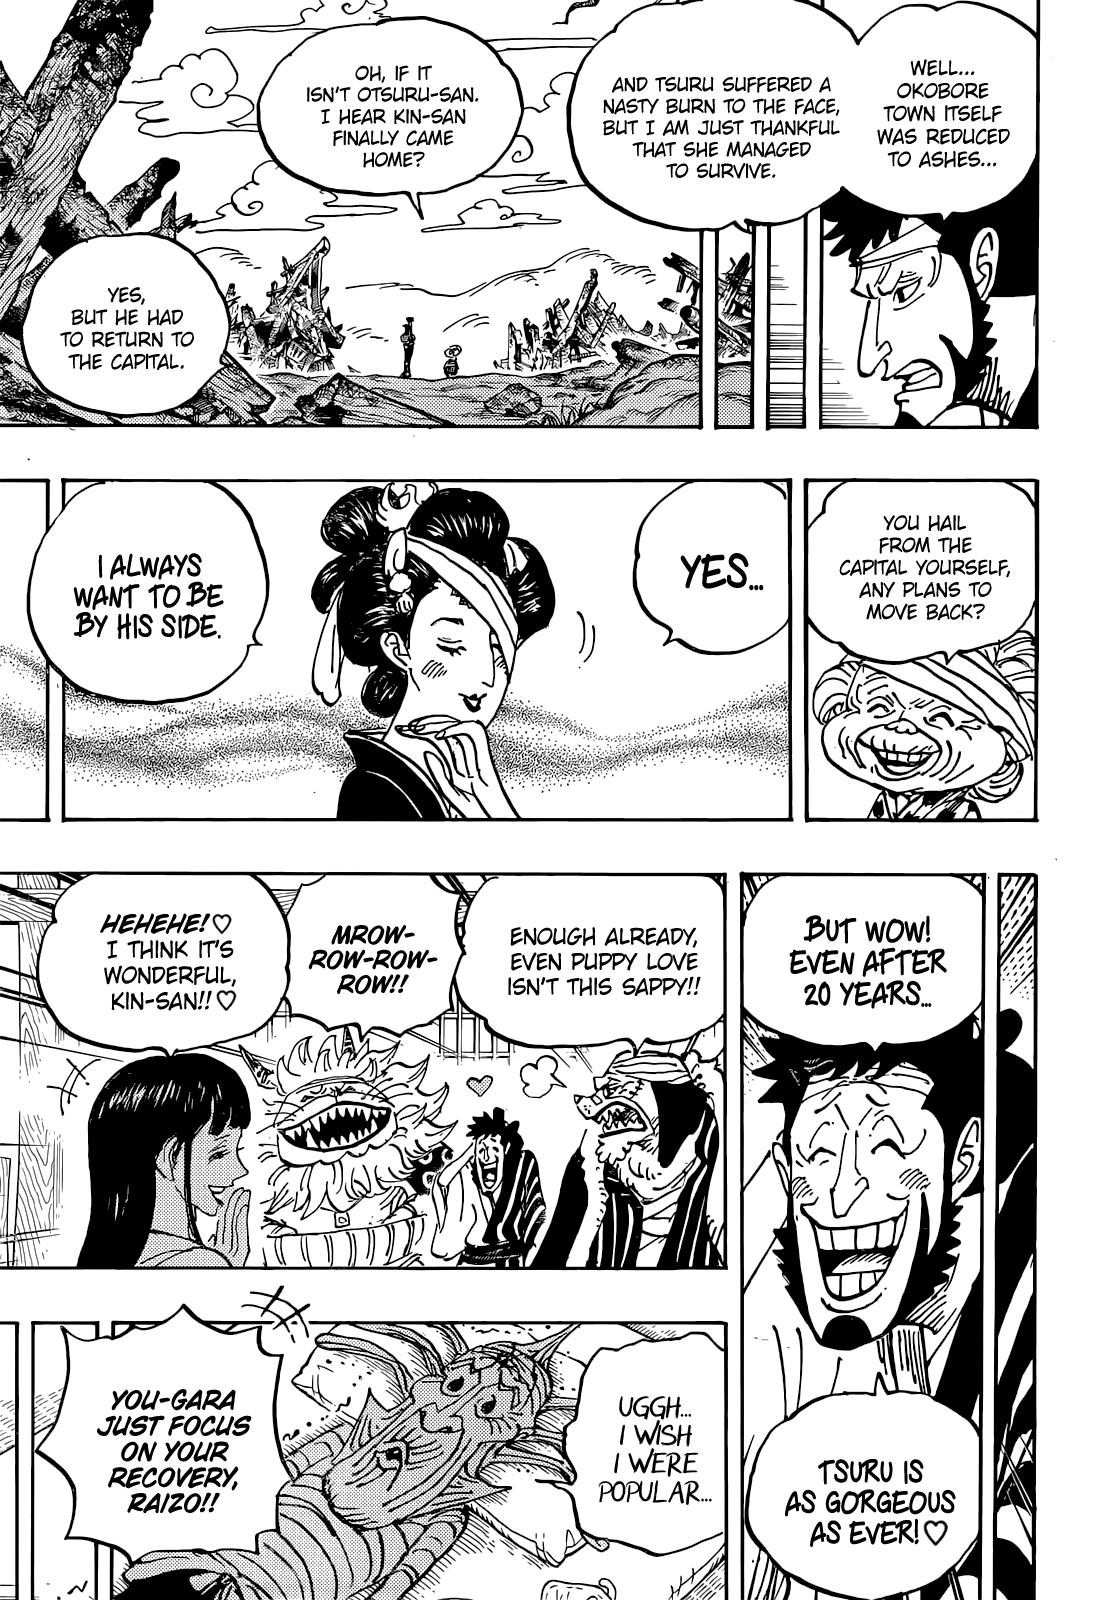 WELL...
OKOBORE
TOWN ITSELF
WAS REDUCED
TO ASHES...
AND TSURU SUFFERED A
NASTY BURN TO THE FACE,
BUT I AM JUST THANKFUL
THAT SHE MANAGED
TO SURVIVE.
OH, IF IT
ISN'T OTSURU-SAN.
I HEAR KIN-SAN
FINALLY CAME
HOME?
YES,
BUT HE HAD
TO RETURN TO
THE CAPITAL.
YOU HAIL
FROM THE
CAPITAL YOURSELF,
ANY PLANS TO
MOVE BACK?
YES...
I ALWAYS
WANT TO BE
BY HIS SIDE.
BUT WOW!
EVEN AFTER
20 YEARS...
TSURU IS
AS GORGEOUS
AS EVER!♡
ENOUGH ALREADY,
EVEN PUPPY LOVE
ISN'T THIS SAPPY!!
MROW-
ROW-ROW-
ROW!!
HEHEHE!♡
I THINK IT'S
WONDERFUL,
KIN-SAN!!♡
UGGH...
I WISH
I WERE
POPULAR...
YOU-GARA
JUST FOCUS
ON YOUR
RECOVERY,
RAIZO!!